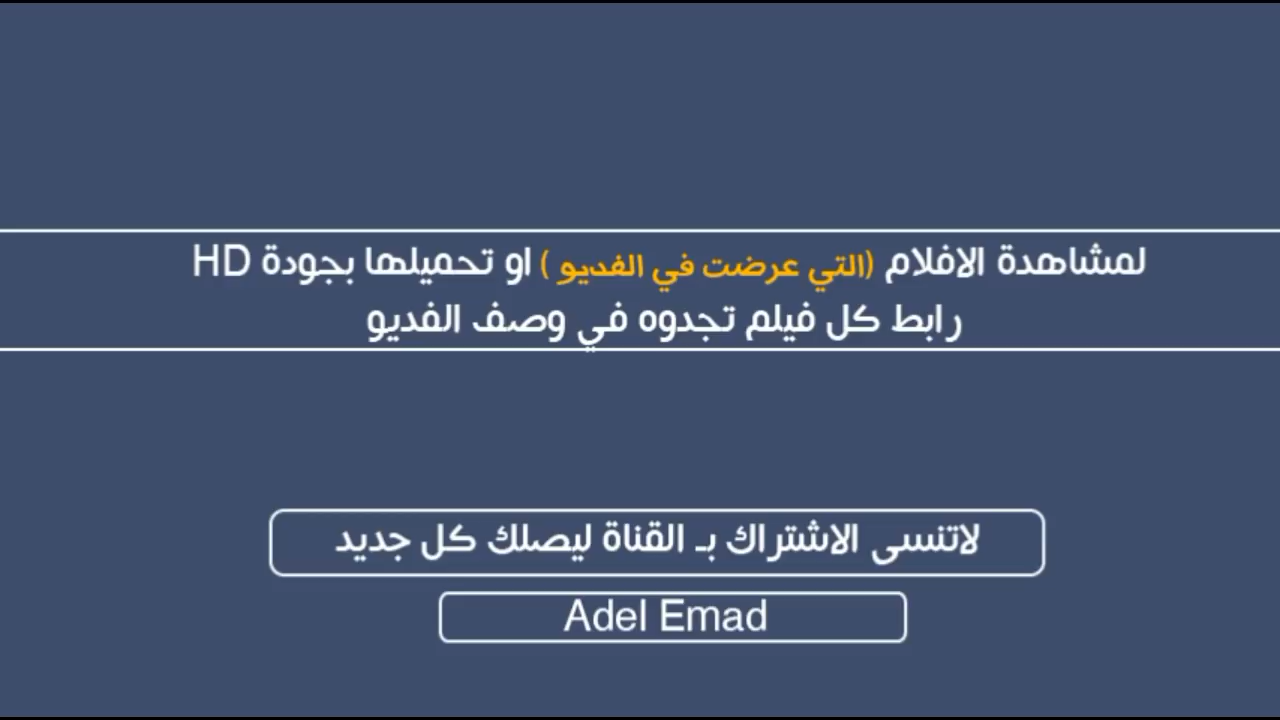 لمشاهدة الافلام (التي عرضت في الفديو ) او تحميلها بجودة HD
رابط كل فيلم تجدوه في وصف الفديو
لاتنسى الاشتراك بـ القناة ليصلك كل جديد
Adel Emad